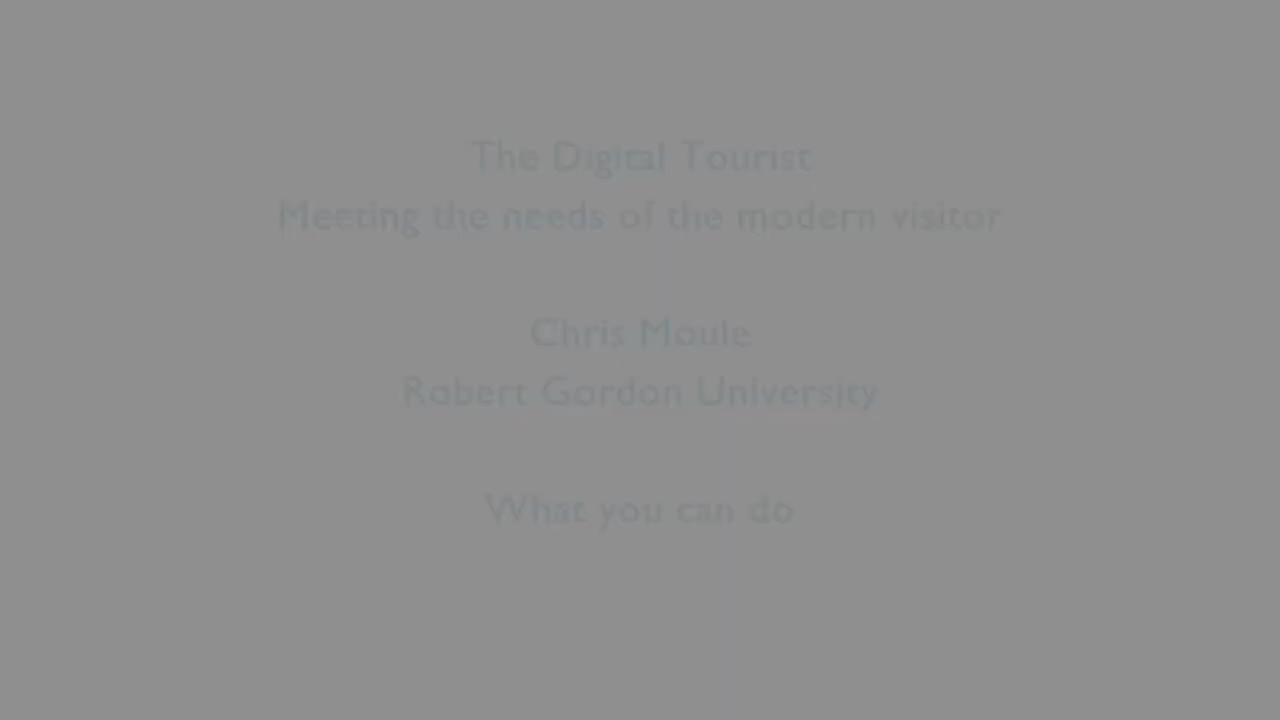 The Digital Tourist
Meeting the needs of the modern visitor
Chris Moule
Robert Gordon University
What you can do